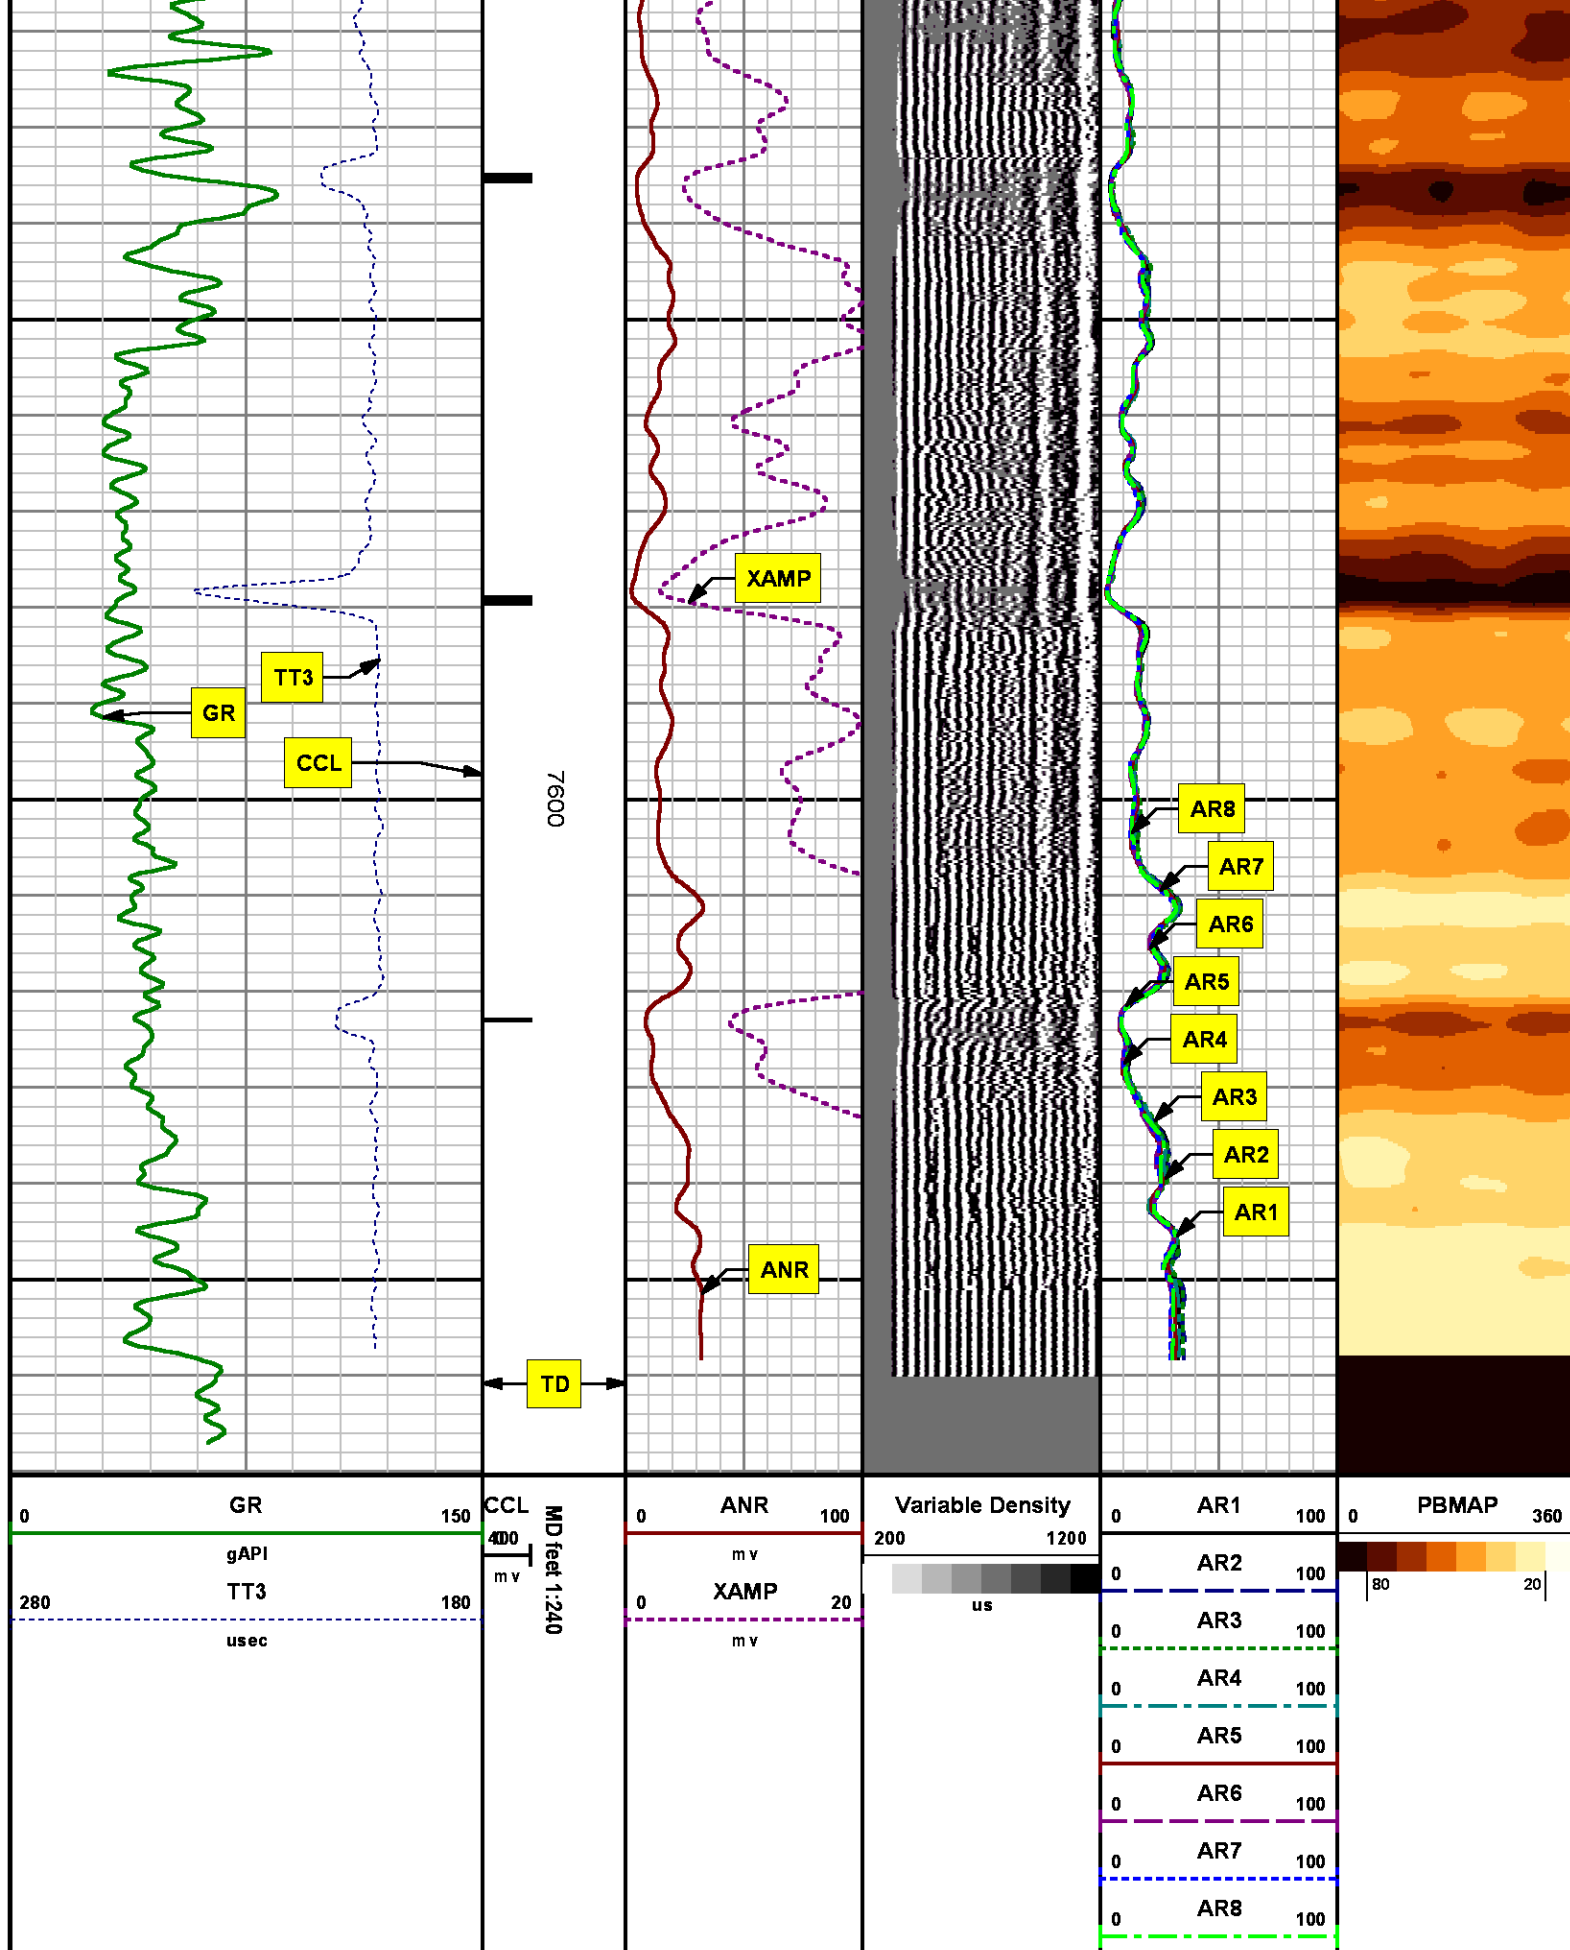 XAMP
TT3
GR
CCL
7600
AR8
AR7
AR6
AR5
AR4
AR3
AR2
AR1
ANR
TD
GR
0 150
gAPI
TT3
280 180
usec
CCL
400
mv
MD feet 1:240
ANR
0 100
mv
XAMP
0 20
mv
Variable Density
200 1200
us
AR1
0 100
AR2
0 100
AR3
0 100
AR4
0 100
AR5
0 100
AR6
0 100
AR7
0 100
AR8
0 100
PBMAP
0 360
80 20